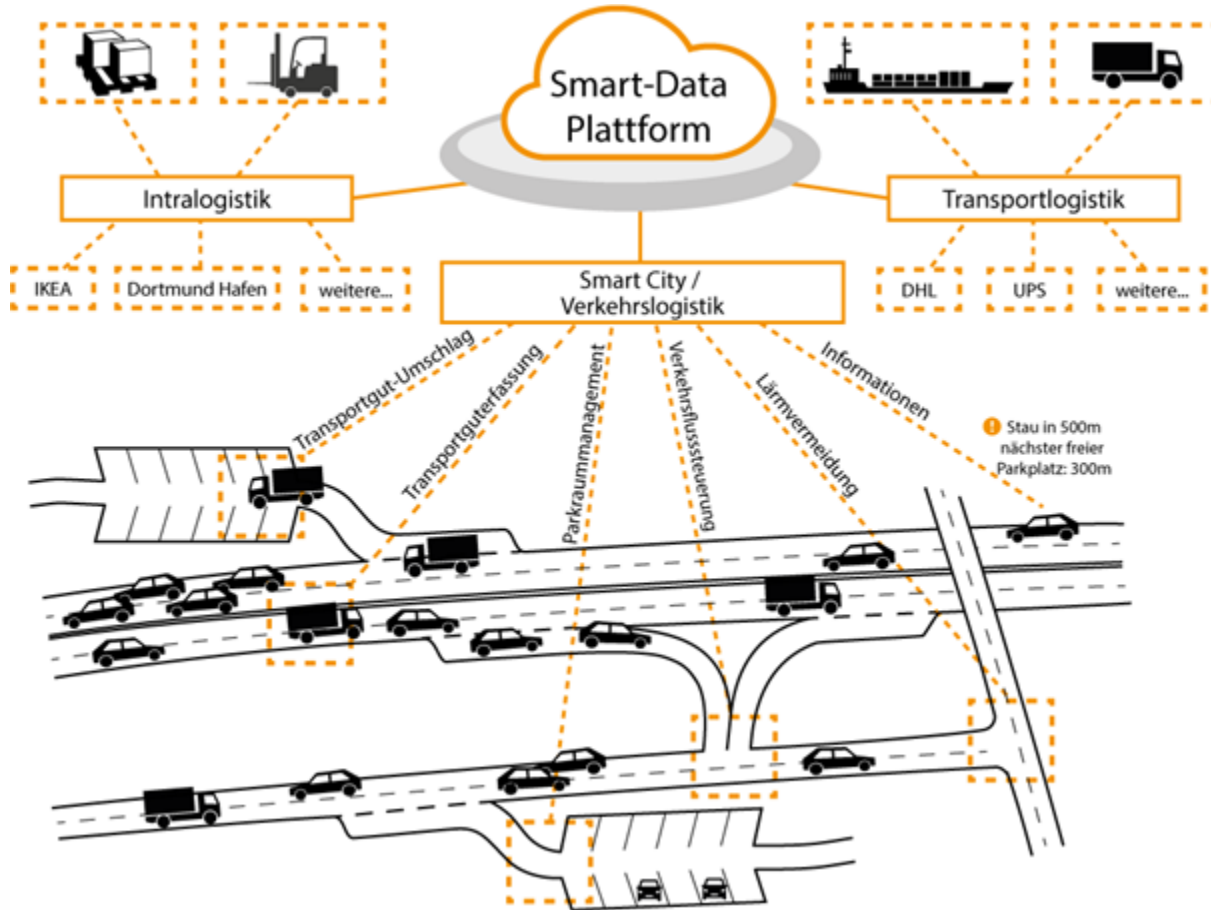 Smart-Data
Plattform
Intralogistik
Transportlogistik
IKEA
Dortmund Hafen
weitere...
Smart City /
Verkehrslogistik
DHL
UPS
weitere...
Transportgut-Umschlag
Transportguterfassung
Parkraummanagement
Verkehrsflusssteuerung
Lärmvermeidung
Informationen
! Stau in 500m
nächster freier
Parkplatz: 300m